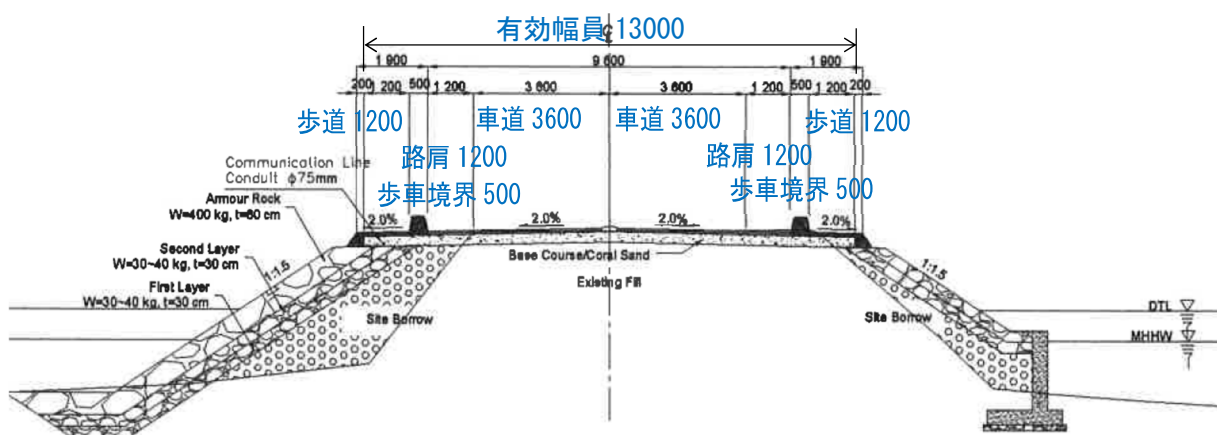 有効幅員 13000
℄
1 900 9 600 1 900
200 1 200 500 1 200 3 600 3 600 1 200 500 1 200 200
歩道 1200 車道 3600 車道 3600 歩道 1200
路肩 1200 路肩 1200
歩車境界 500 歩車境界 500
Communication Line
Conduit φ75mm
Armour Rock
W=400 kg, t=60 cm
2.0% 2.0% 2.0% 2.0%
Second Layer
W=30~40 kg, t=30 cm
1:1.5
Base Course/Coral Sand
1:1.5
First Layer
W=30~40 kg, t=30 cm
Existing Fill
Site Borrow Site Borrow
DTL
MHHW